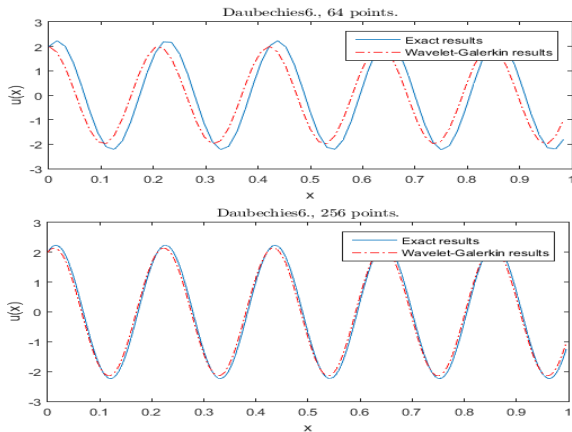 Daubechies6., 64 points.
3
2
1
0
-1
-2
-3
u(x)
Exact results
Wavelet-Galerkin results
0 0.1 0.2 0.3 0.4 0.5 0.6 0.7 0.8 0.9 1
x
Daubechies6., 256 points.
3
2
1
0
-1
-2
-3
u(x)
Exact results
Wavelet-Galerkin results
0 0.1 0.2 0.3 0.4 0.5 0.6 0.7 0.8 0.9 1
x